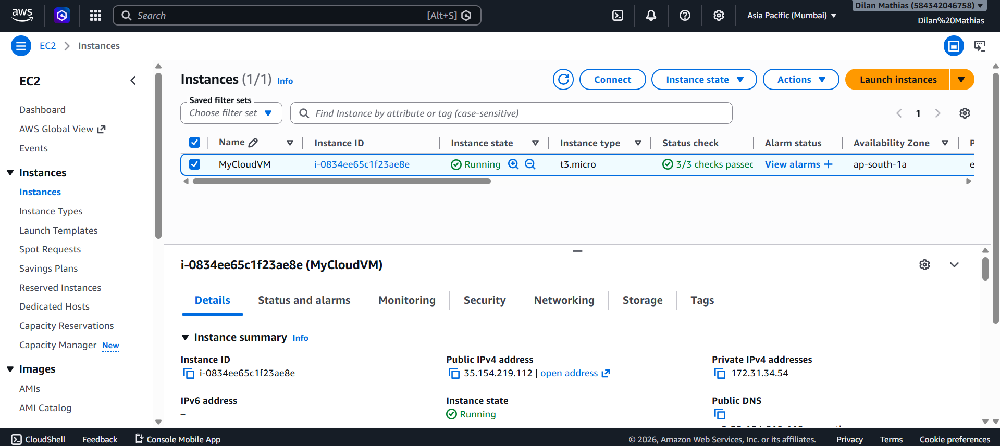 aws
Search [Alt+S]
Asia Pacific (Mumbai)
Dilan Mathias (584342046758)
Dilan%20Mathias
EC2 Instances
EC2
Dashboard
AWS Global View
Events
Instances
Instances
Instance Types
Launch Templates
Spot Requests
Savings Plans
Reserved Instances
Dedicated Hosts
Capacity Reservations
Capacity Manager New
Images
AMIs
AMI Catalog
Instances (1/1) Info
Connect
Instance state
Actions
Launch instances
Saved filter sets
Choose filter set
Find Instance by attribute or tag (case-sensitive)
1
Name Instance ID Instance state Instance type Status check Alarm status Availability Zone P
MyCloudVM i-0834ee65c1f23ae8e Running t3.micro 3/3 checks passec View alarms + ap-south-1a e
i-0834ee65c1f23ae8e (MyCloudVM)
Details Status and alarms Monitoring Security Networking Storage Tags
Instance summary Info
Instance ID
i-0834ee65c1f23ae8e
Public IPv4 address
35.154.219.112 | open address
Private IPv4 addresses
172.31.34.54
IPv6 address
–
Instance state
Running
Public DNS
CloudShell Feedback Console Mobile App
© 2026, Amazon Web Services, Inc. or its affiliates. Privacy Terms Cookie preferences